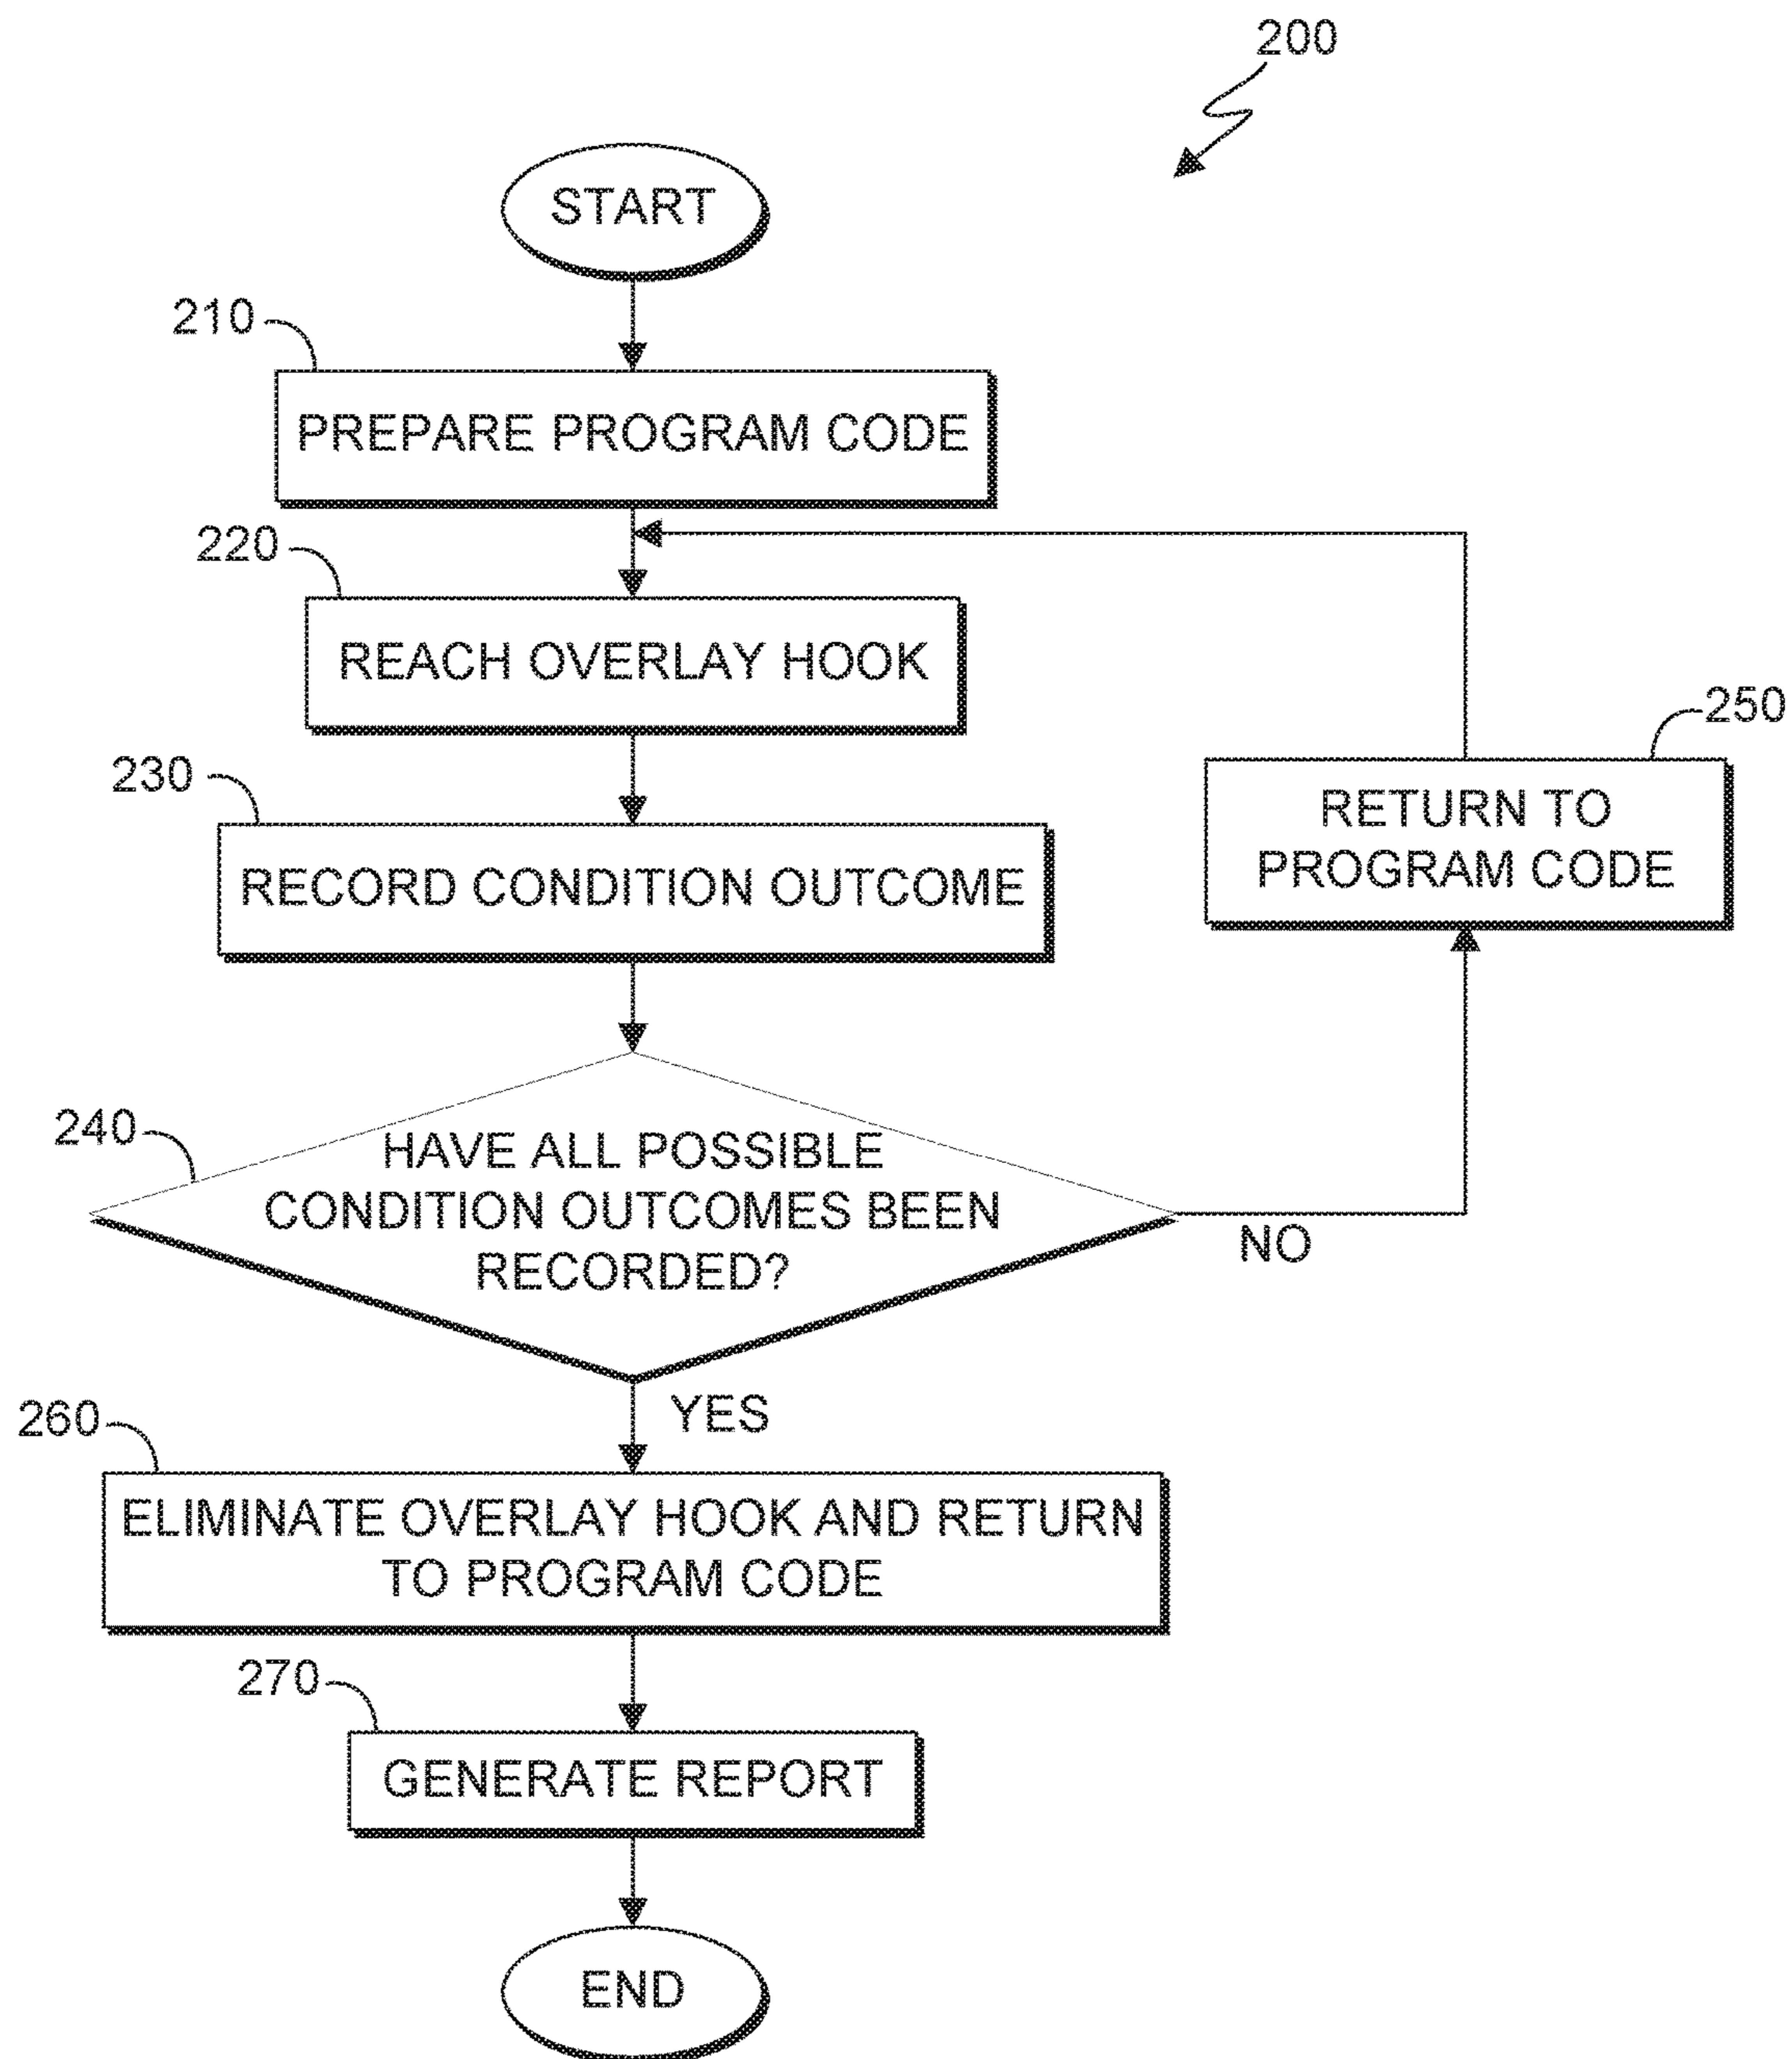 200
START
210
PREPARE PROGRAM CODE
220
REACH OVERLAY HOOK
250
RETURN TO
PROGRAM CODE
230
RECORD CONDITION OUTCOME
240
HAVE ALL POSSIBLE
CONDITION OUTCOMES BEEN
RECORDED?
NO
YES
260
ELIMINATE OVERLAY HOOK AND RETURN
TO PROGRAM CODE
270
GENERATE REPORT
END